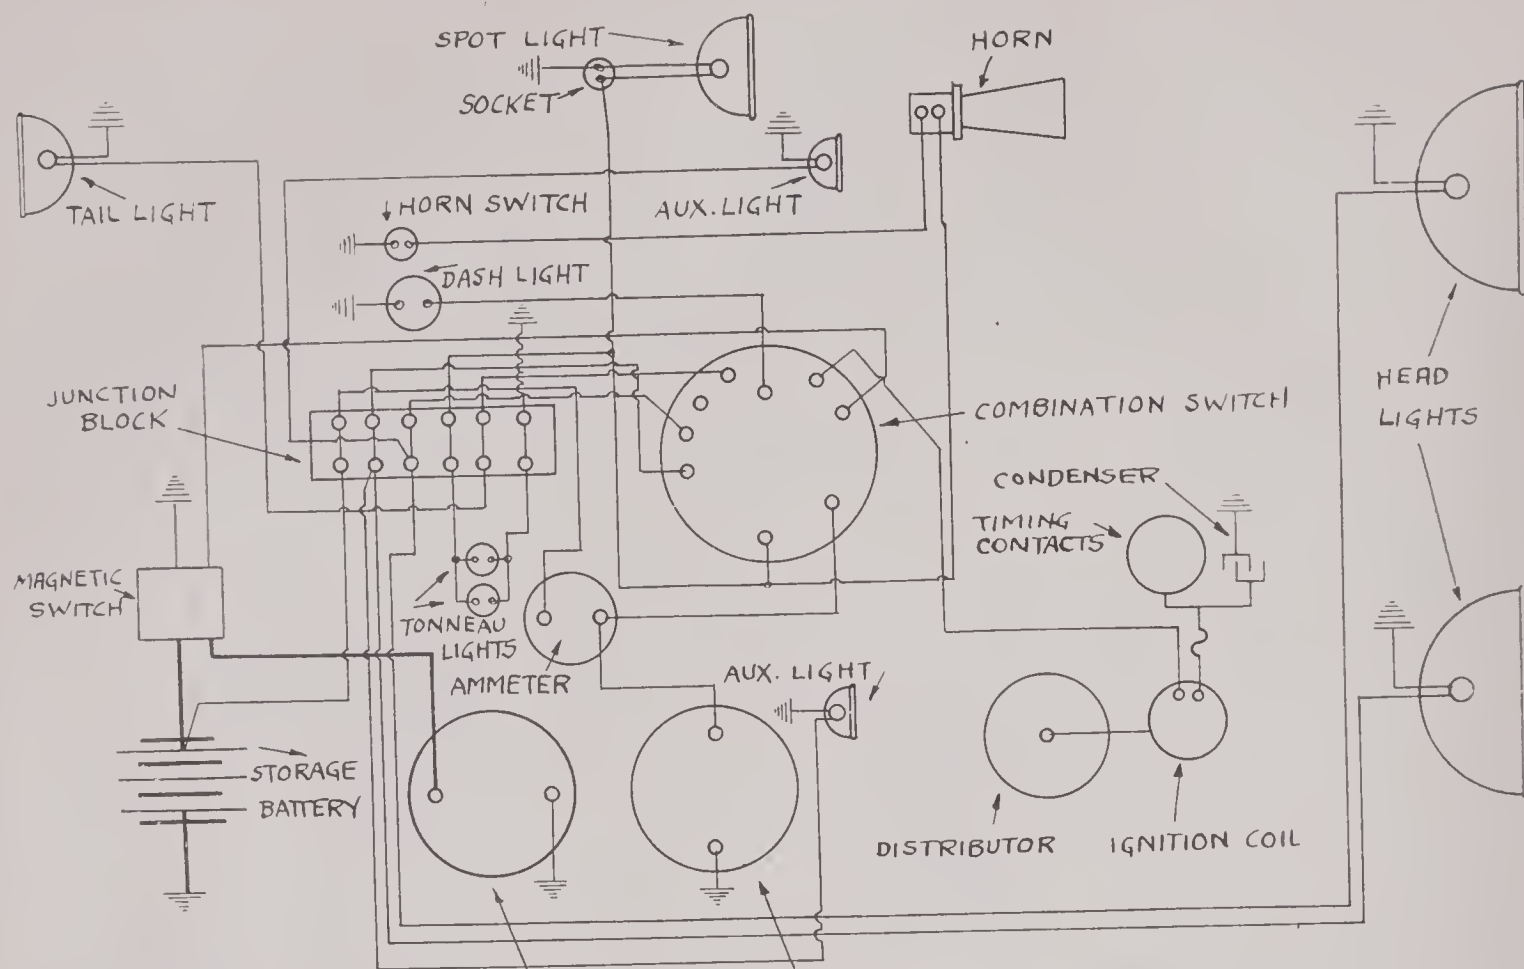 SPOT LIGHT
HORN
SOCKET
TAIL LIGHT
HORN SWITCH
AUX. LIGHT
DASH LIGHT
JUNCTION
BLOCK
COMBINATION SWITCH
HEAD
LIGHTS
CONDENSER
TIMING
CONTACTS
MAGNETIC
SWITCH
TONNEAU
LIGHTS
AMMETER
AUX. LIGHT
STORAGE
BATTERY
DISTRIBUTOR
IGNITION COIL